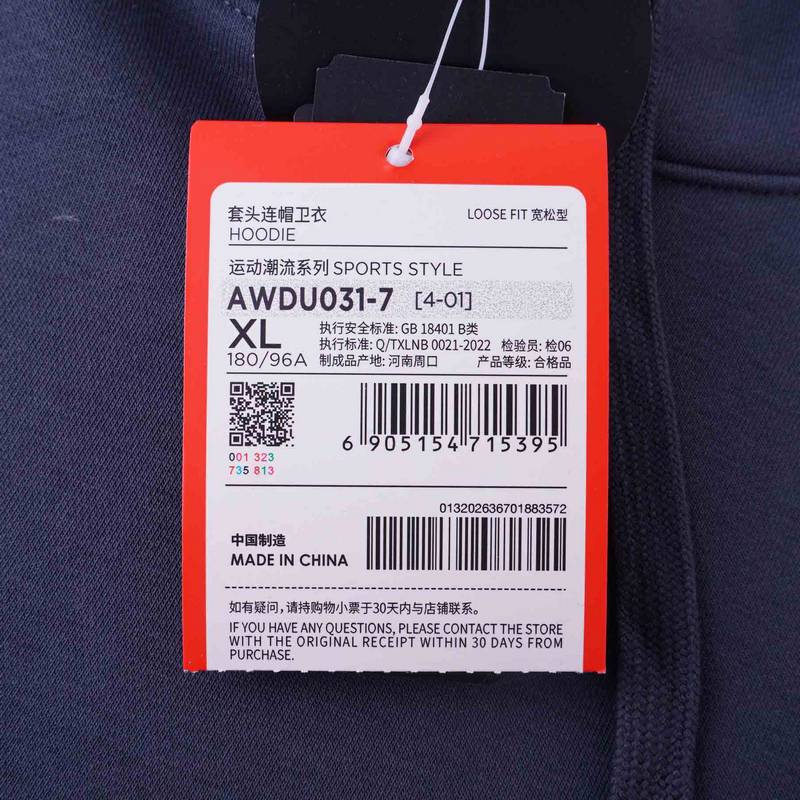 套头连帽卫衣
HOODIE
LOOSE FIT 宽松型
运动潮流系列 SPORTS STYLE
AWDU031-7 [4-01]
XL
180/96A
执行安全标准: GB 18401 B类
执行标准: Q/TXLNB 0021-2022 检验员: 检06
制成品产地: 河南周口 产品等级: 合格品
001 323
735 813
6 905154 715395
013202636701883572
中国制造
MADE IN CHINA
如有疑问,请持购物小票于30天内与店铺联系。
IF YOU HAVE ANY QUESTIONS, PLEASE CONTACT THE STORE
WITH THE ORIGINAL RECEIPT WITHIN 30 DAYS FROM
PURCHASE.